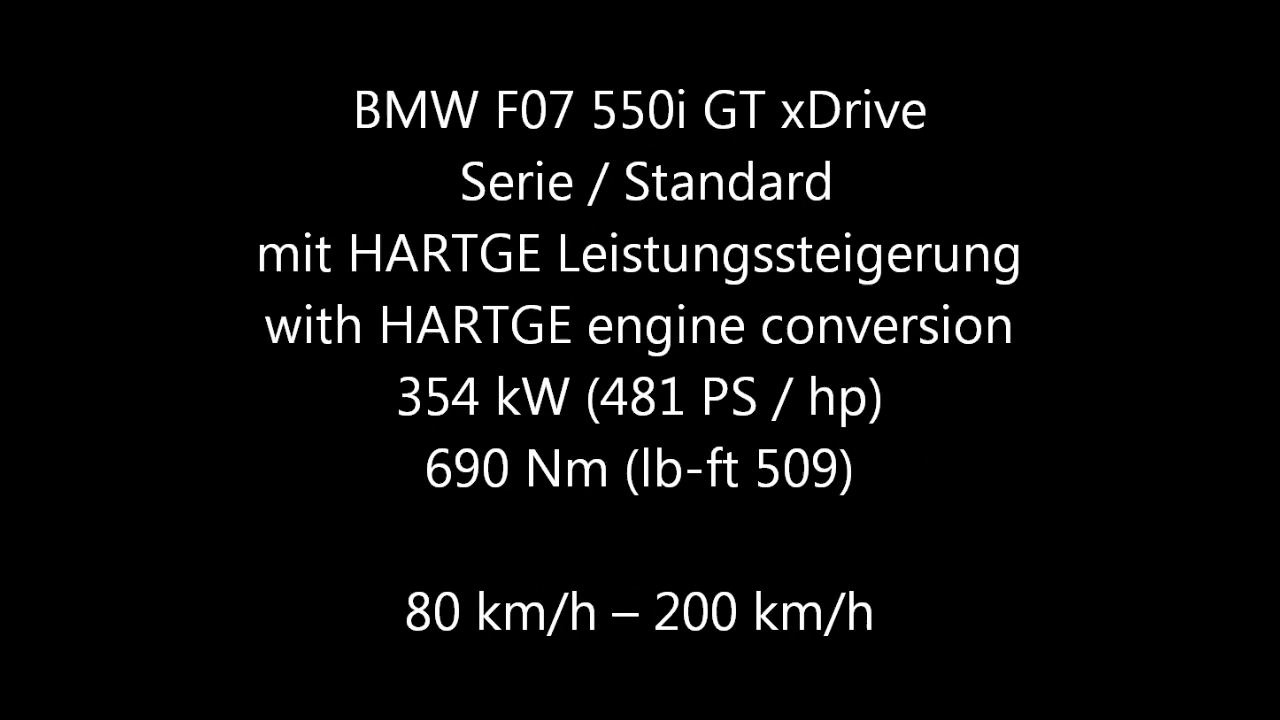 BMW F07 550i GT xDrive
Serie / Standard
mit HARTGE Leistungssteigerung
with HARTGE engine conversion
354 kW (481 PS / hp)
690 Nm (lb-ft 509)
80 km/h – 200 km/h